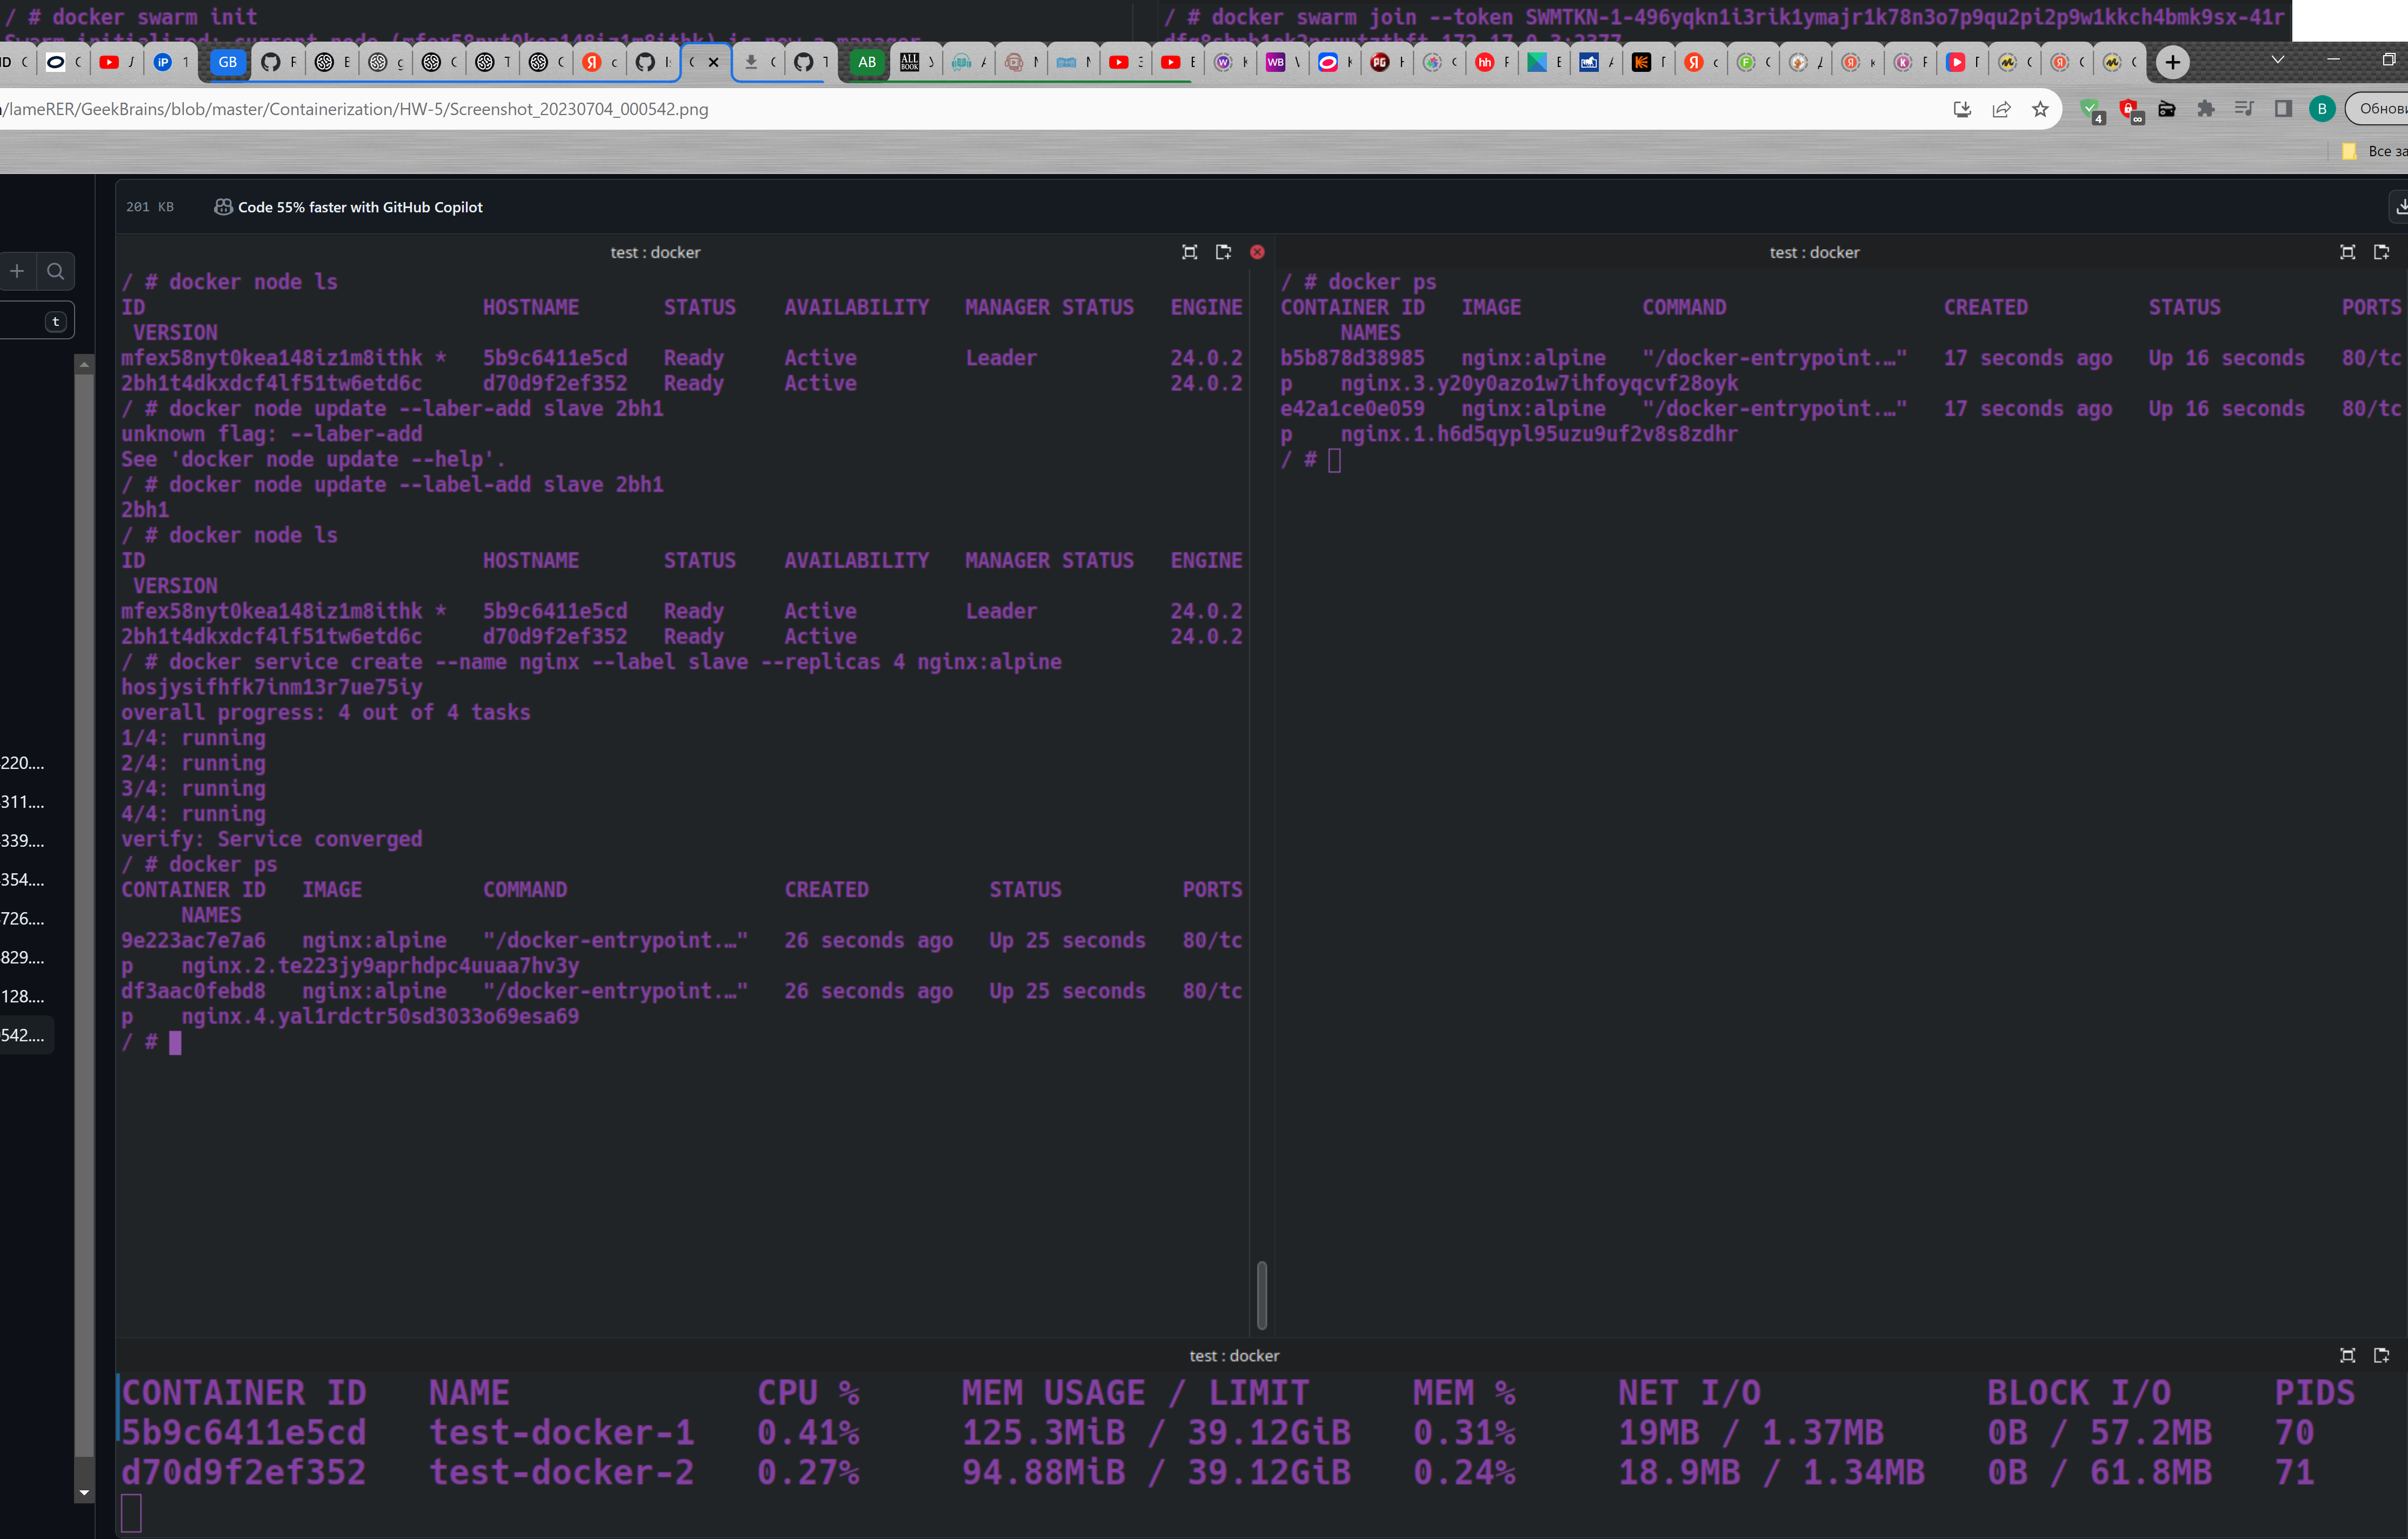 / # docker swarm init
/ # docker swarm join --token SWMTKN-1-496yqkn1i3rik1ymajr1k78n3o7p9qu2pi2p9w1kkch4bmk9sx-41r
Swarm initialized: current node (mfex58nyt0kea148iz1m8ithk) is now a manager
GB
AB
/lameRER/GeekBrains/blob/master/Containerization/HW-5/Screenshot_20230704_000542.png
4
B
Обнови
Все за
201 KB
Code 55% faster with GitHub Copilot
t
220....
311....
339....
354....
726....
829....
128....
542....
test : docker
/ # docker node ls
ID HOSTNAME STATUS AVAILABILITY MANAGER STATUS ENGINE
VERSION
mfex58nyt0kea148iz1m8ithk * 5b9c6411e5cd Ready Active Leader 24.0.2
2bh1t4dkxdcf4lf51tw6etd6c d70d9f2ef352 Ready Active 24.0.2
/ # docker node update --laber-add slave 2bh1
unknown flag: --laber-add
See 'docker node update --help'.
/ # docker node update --label-add slave 2bh1
2bh1
/ # docker node ls
ID HOSTNAME STATUS AVAILABILITY MANAGER STATUS ENGINE
VERSION
mfex58nyt0kea148iz1m8ithk * 5b9c6411e5cd Ready Active Leader 24.0.2
2bh1t4dkxdcf4lf51tw6etd6c d70d9f2ef352 Ready Active 24.0.2
/ # docker service create --name nginx --label slave --replicas 4 nginx:alpine
hosjysifhfk7inm13r7ue75iy
overall progress: 4 out of 4 tasks
1/4: running
2/4: running
3/4: running
4/4: running
verify: Service converged
/ # docker ps
CONTAINER ID IMAGE COMMAND CREATED STATUS PORTS
NAMES
9e223ac7e7a6 nginx:alpine "/docker-entrypoint.…" 26 seconds ago Up 25 seconds 80/tc
p nginx.2.te223jy9aprhdpc4uuaa7hv3y
df3aac0febd8 nginx:alpine "/docker-entrypoint.…" 26 seconds ago Up 25 seconds 80/tc
p nginx.4.yal1rdctr50sd3033o69esa69
/ #
test : docker
/ # docker ps
CONTAINER ID IMAGE COMMAND CREATED STATUS PORTS
NAMES
b5b878d38985 nginx:alpine "/docker-entrypoint.…" 17 seconds ago Up 16 seconds 80/tc
p nginx.3.y20y0azo1w7ihfoyqcvf28oyk
e42a1ce0e059 nginx:alpine "/docker-entrypoint.…" 17 seconds ago Up 16 seconds 80/tc
p nginx.1.h6d5qypl95uzu9uf2v8s8zdhr
/ #
test : docker
CONTAINER ID NAME CPU % MEM USAGE / LIMIT MEM % NET I/O BLOCK I/O PIDS
5b9c6411e5cd test-docker-1 0.41% 125.3MiB / 39.12GiB 0.31% 19MB / 1.37MB 0B / 57.2MB 70
d70d9f2ef352 test-docker-2 0.27% 94.88MiB / 39.12GiB 0.24% 18.9MB / 1.34MB 0B / 61.8MB 71